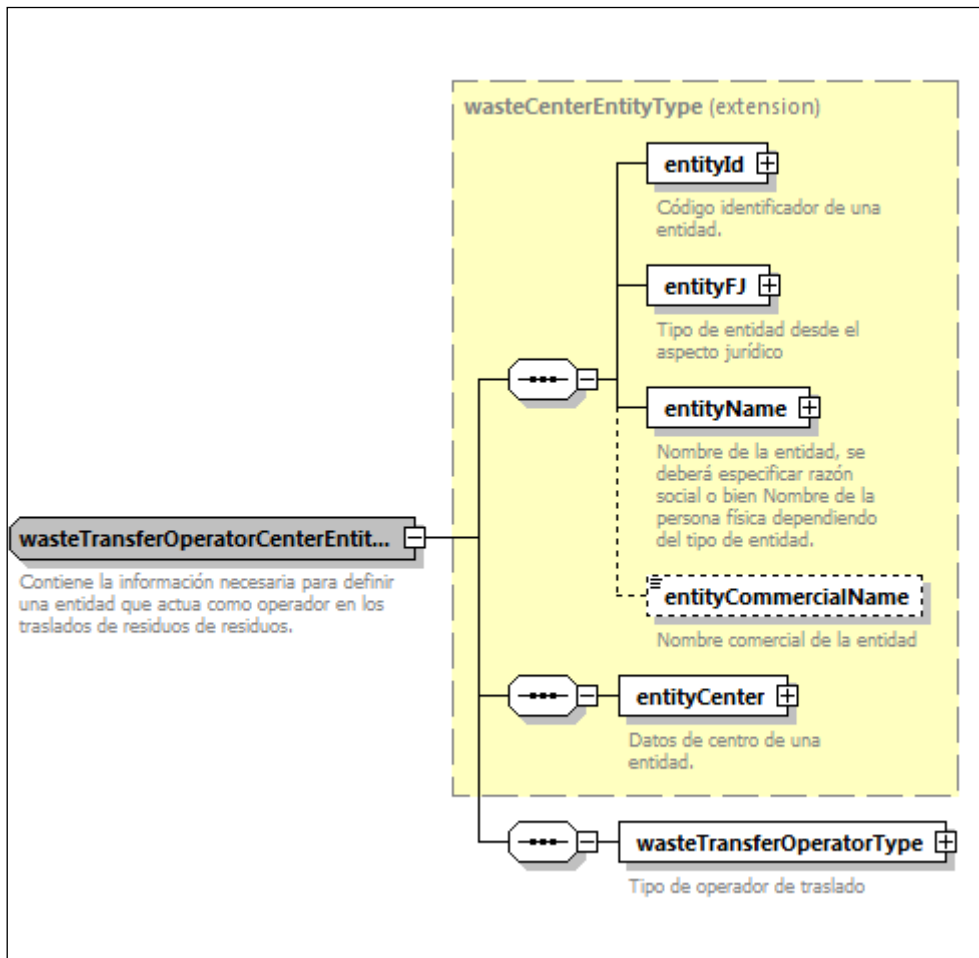 wasteCenterEntityType (extension)
entityId
Código identificador de una
entidad.
entityFJ
Tipo de entidad desde el
aspecto jurídico
entityName
Nombre de la entidad, se
deberá especificar razón
social o bien Nombre de la
persona física dependiendo
del tipo de entidad.
wasteTransferOperatorCenterEntit...
Contiene la información necesaria para definir
una entidad que actua como operador en los
traslados de residuos de residuos.
entityCommercialName
Nombre comercial de la entidad
entityCenter
Datos de centro de una
entidad.
wasteTransferOperatorType
Tipo de operador de traslado